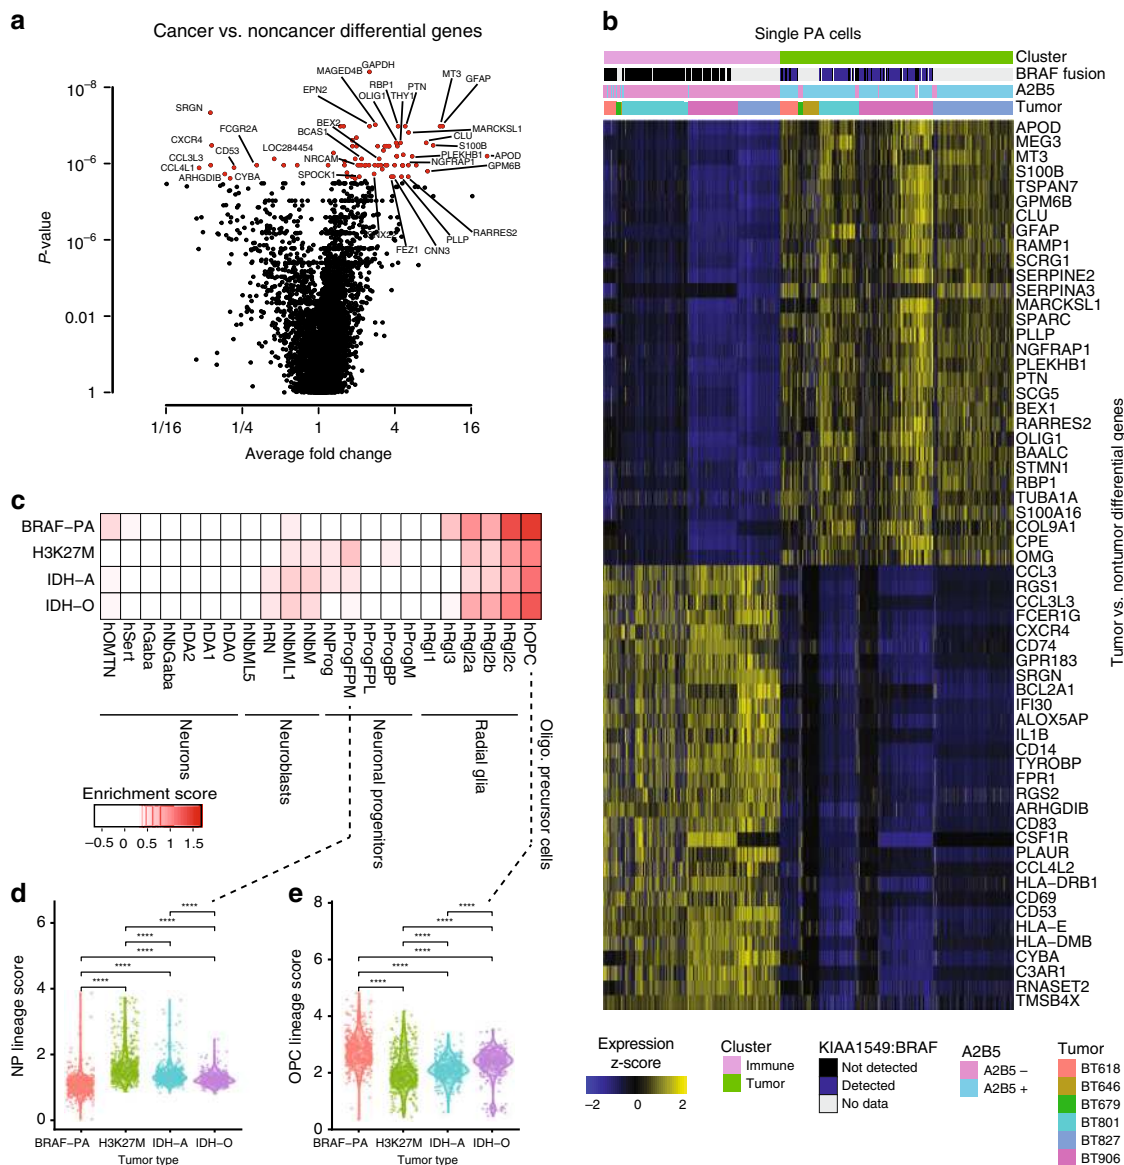 a
Cancer vs. noncancer differential genes
10⁻⁸
10⁻⁶
10⁻⁶
0.01
1
P-value
1/16
1/4
1
4
16
Average fold change
GAPDH
MAGED4B
RBP1
PTN
MT3
GFAP
EPN2
OLIG1
THY1
SRGN
BEX2
MARCKSL1
FCGR2A
BCAS1
CLU
CXCR4
CD53
LOC284454
S100B
CCL3L3
NRCAM
PLEKHB1
APOD
CCL4L1
NGFRAP1
ARHGDIB
CYBA
SPOCK1
GPM6B
FEZ1
CNN3
PLLP
RARRES2
b
Single PA cells
Cluster
BRAF fusion
A2B5
Tumor
APOD
MEG3
MT3
S100B
TSPAN7
GPM6B
CLU
GFAP
RAMP1
SCRG1
SERPINE2
SERPINA3
MARCKSL1
SPARC
PLLP
NGFRAP1
PLEKHB1
PTN
SCG5
BEX1
RARRES2
OLIG1
BAALC
STMN1
RBP1
TUBA1A
S100A16
COL9A1
CPE
OMG
CCL3
RGS1
CCL3L3
FCER1G
CXCR4
CD74
GPR183
SRGN
BCL2A1
IFI30
ALOX5AP
IL1B
CD14
TYROBP
FPR1
RGS2
ARHGDIB
CD83
CSF1R
PLAUR
CCL4L2
HLA−DRB1
CD69
CD53
HLA−E
HLA−DMB
CYBA
C3AR1
RNASET2
TMSB4X
Tumor vs. nontumor differential genes
Expression
z-score
−2
0
2
Cluster
Immune
Tumor
KIAA1549:BRAF
Not detected
Detected
No data
A2B5
A2B5 −
A2B5 +
Tumor
BT618
BT646
BT679
BT801
BT827
BT906
c
BRAF−PA
H3K27M
IDH−A
IDH−O
hOMTN
hSert
hGaba
hNbGaba
hDA2
hDA1
hDA0
hNbML5
hRN
hNbML1
hNbM
hNProg
hProgFPM
hProgFPL
hProgBP
hProgM
hRgl1
hRgl3
hRgl2a
hRgl2b
hRgl2c
hOPC
Neurons
Neuroblasts
Neuronal progenitors
Radial glia
Oligo. precursor cells
Enrichment score
−0.5
0
0.5
1
1.5
d
NP lineage score
6
4
2
0
****
****
****
****
****
****
BRAF-PA
H3K27M
IDH-A
IDH-O
Tumor type
e
OPC lineage score
8
6
4
2
0
****
****
****
****
****
****
BRAF-PA
H3K27M
IDH-A
IDH-O
Tumor type